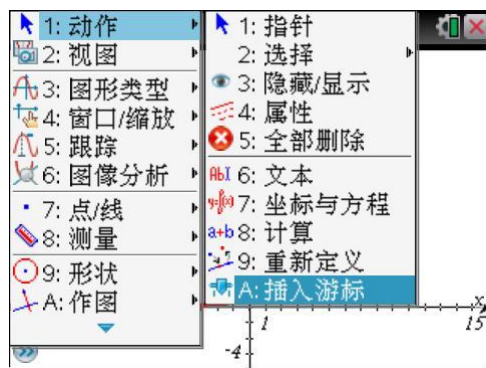 1: 动作
2: 视图
3: 图形类型
4: 窗口/缩放
5: 跟踪
6: 图像分析
7: 点/线
8: 测量
9: 形状
A: 作图
1: 指针
2: 选择
3: 隐藏/显示
4: 属性
5: 全部删除
AbI 6: 文本
y=f(x) 7: 坐标与方程
a+b 8: 计算
9: 重新定义
A: 插入游标
x
1
15
-4